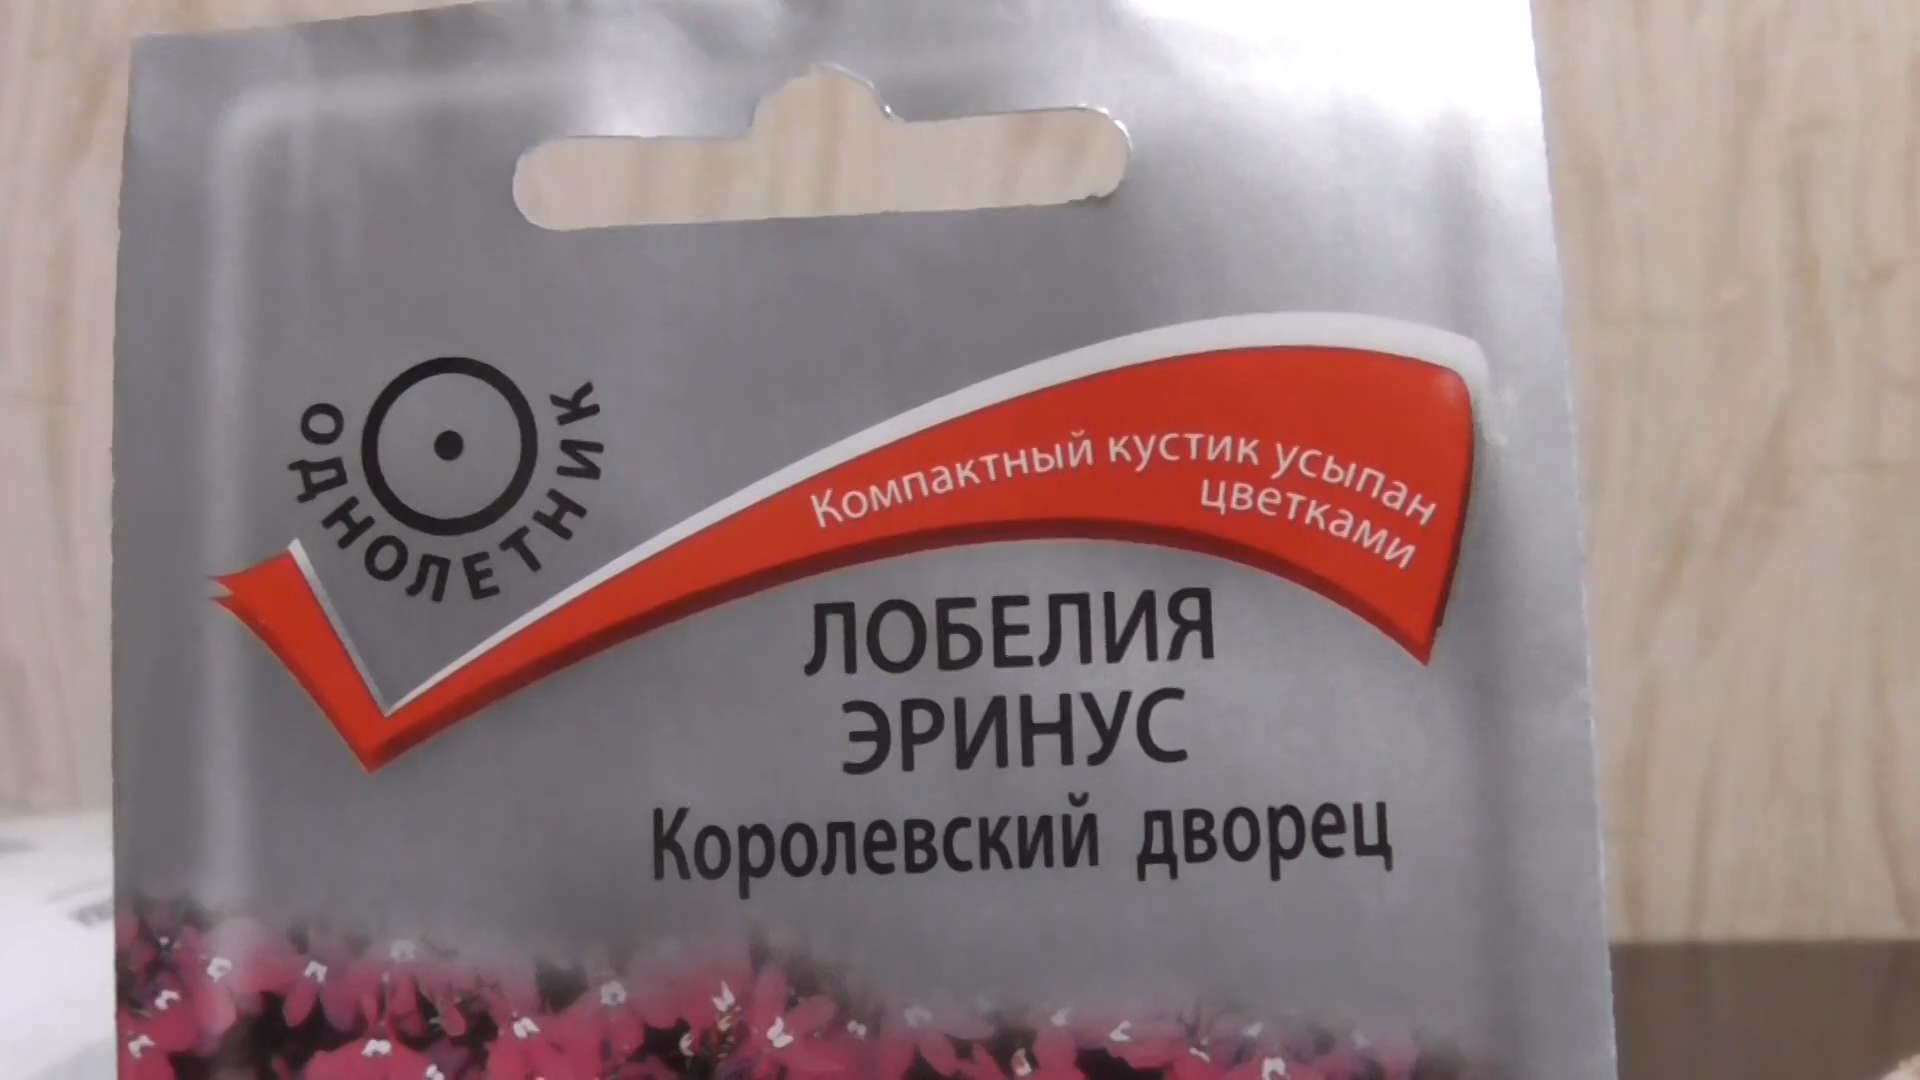 ОДНОЛЕТНИК
Компактный кустик усыпан
цветками
ЛОБЕЛИЯ
ЭРИНУС
Королевский дворец